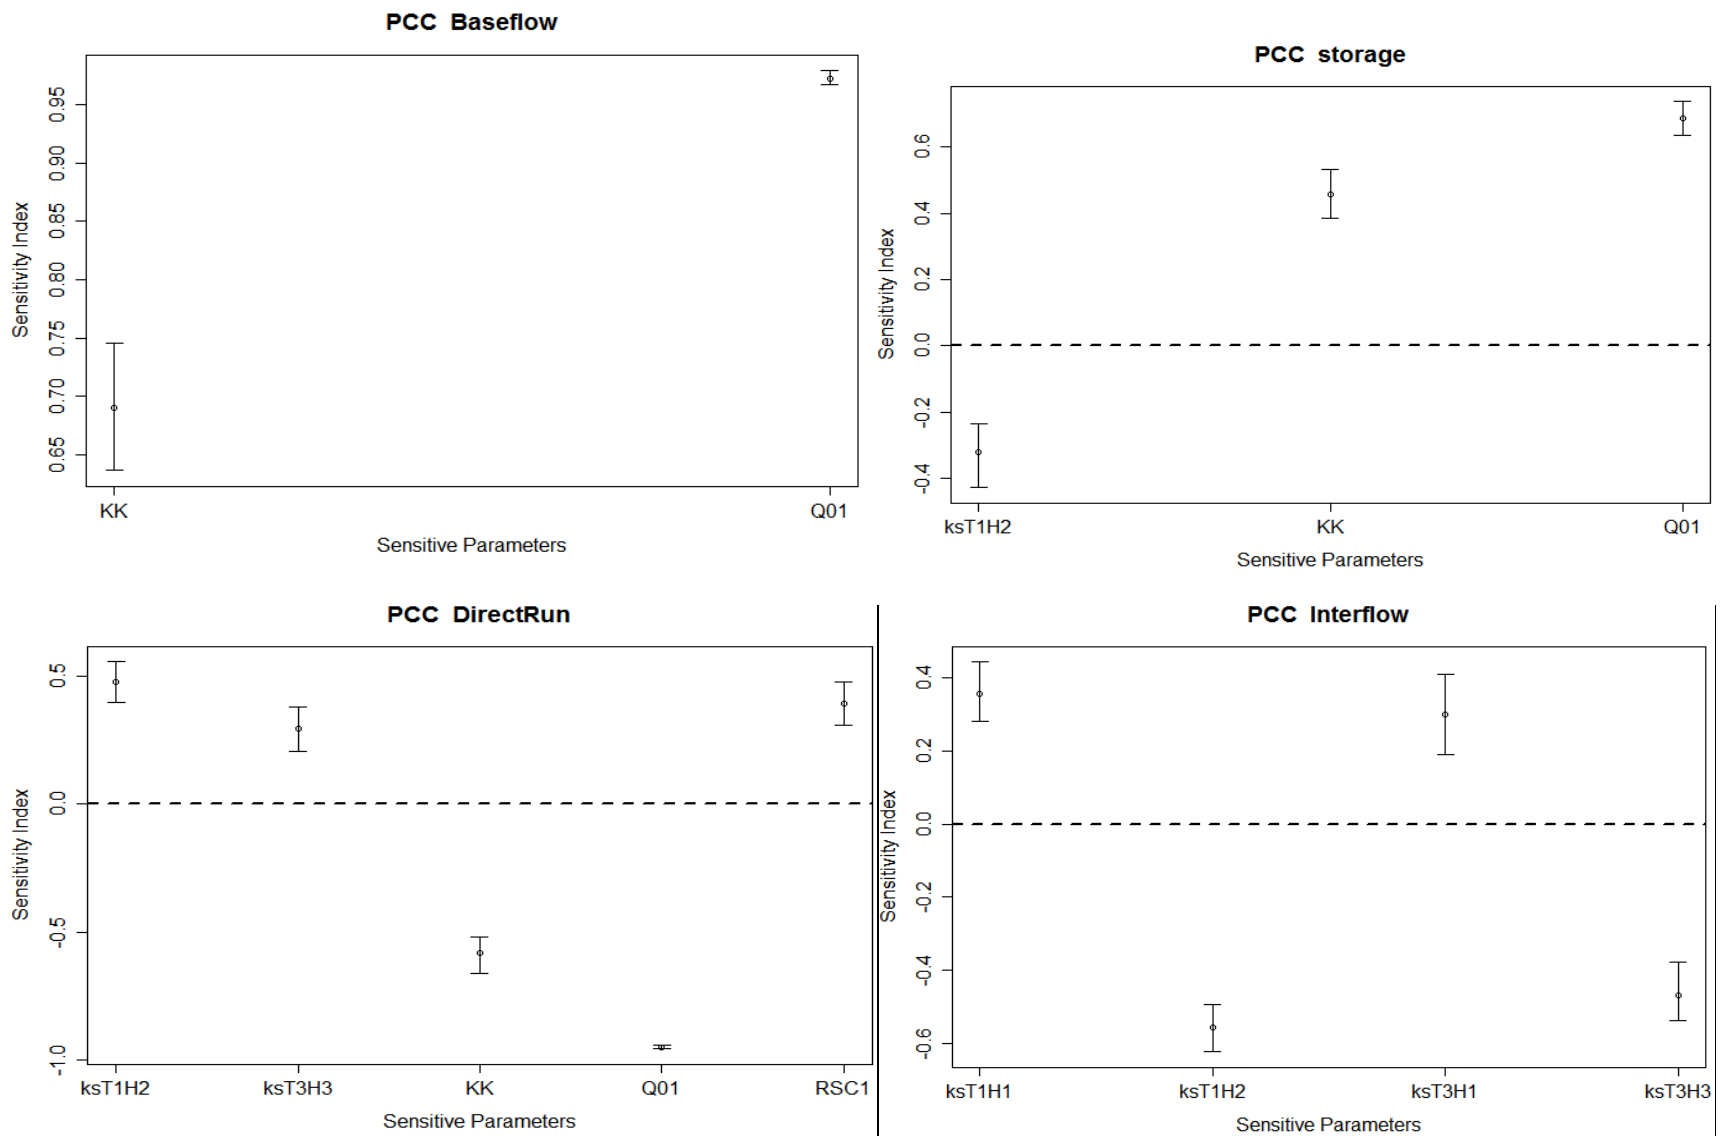 PCC Baseflow
Sensitivity Index
0.95
0.90
0.85
0.80
0.75
0.70
0.65
KK
Q01
Sensitive Parameters
PCC storage
Sensitivity Index
0.6
0.4
0.2
0.0
-0.2
-0.4
ksT1H2
KK
Q01
Sensitive Parameters
PCC DirectRun
Sensitivity Index
0.5
0.0
-0.5
-1.0
ksT1H2
ksT3H3
KK
Q01
RSC1
Sensitive Parameters
PCC Interflow
Sensitivity Index
0.4
0.2
0.0
-0.2
-0.4
-0.6
ksT1H1
ksT1H2
ksT3H1
ksT3H3
Sensitive Parameters